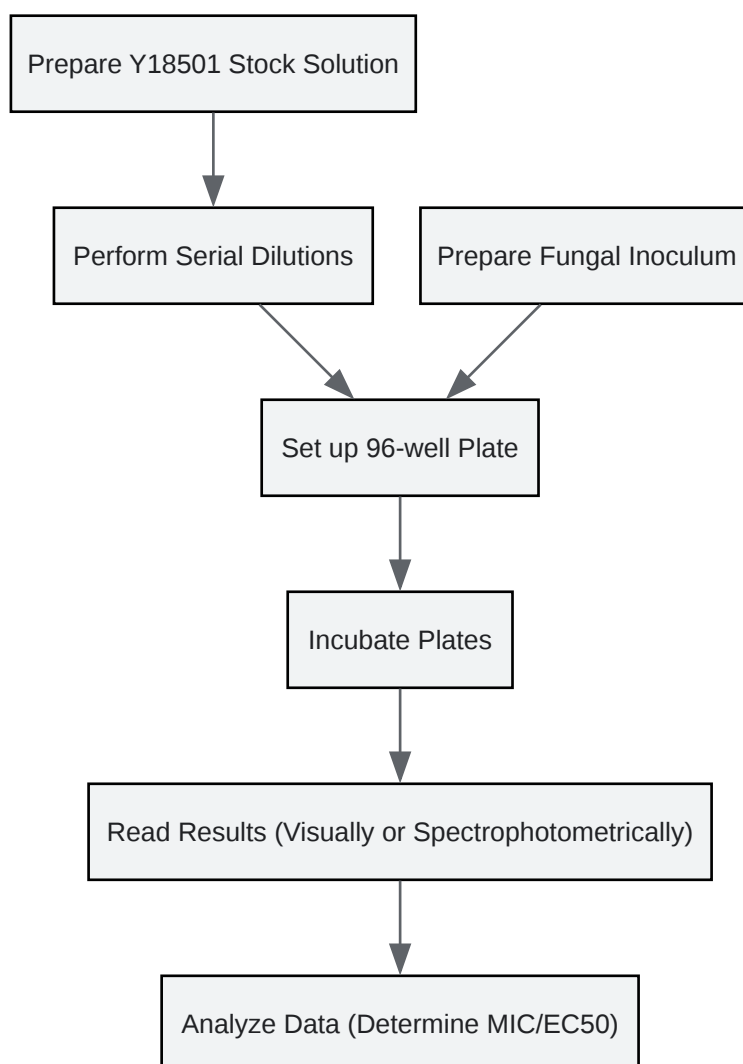 Prepare Y18501 Stock Solution
Perform Serial Dilutions
Prepare Fungal Inoculum
Set up 96-well Plate
Incubate Plates
Read Results (Visually or Spectrophotometrically)
Analyze Data (Determine MIC/EC50)